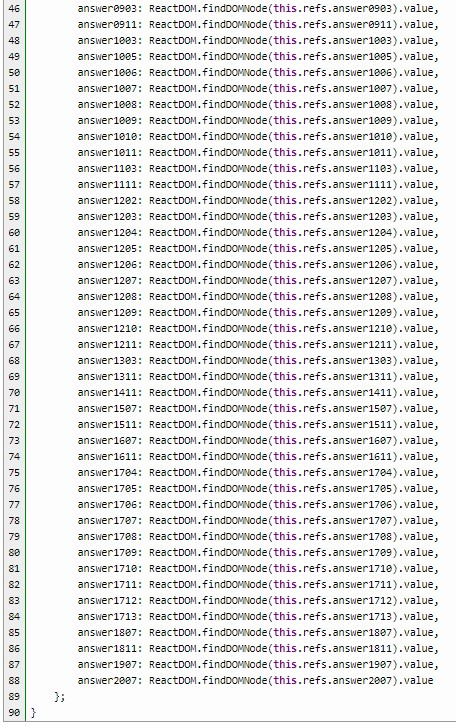 46 answer0903: ReactDOM.findDOMNode(this.refs.answer0903).value,
47 answer0911: ReactDOM.findDOMNode(this.refs.answer0911).value,
48 answer1003: ReactDOM.findDOMNode(this.refs.answer1003).value,
49 answer1005: ReactDOM.findDOMNode(this.refs.answer1005).value,
50 answer1006: ReactDOM.findDOMNode(this.refs.answer1006).value,
51 answer1007: ReactDOM.findDOMNode(this.refs.answer1007).value,
52 answer1008: ReactDOM.findDOMNode(this.refs.answer1008).value,
53 answer1009: ReactDOM.findDOMNode(this.refs.answer1009).value,
54 answer1010: ReactDOM.findDOMNode(this.refs.answer1010).value,
55 answer1011: ReactDOM.findDOMNode(this.refs.answer1011).value,
56 answer1103: ReactDOM.findDOMNode(this.refs.answer1103).value,
57 answer1111: ReactDOM.findDOMNode(this.refs.answer1111).value,
58 answer1202: ReactDOM.findDOMNode(this.refs.answer1202).value,
59 answer1203: ReactDOM.findDOMNode(this.refs.answer1203).value,
60 answer1204: ReactDOM.findDOMNode(this.refs.answer1204).value,
61 answer1205: ReactDOM.findDOMNode(this.refs.answer1205).value,
62 answer1206: ReactDOM.findDOMNode(this.refs.answer1206).value,
63 answer1207: ReactDOM.findDOMNode(this.refs.answer1207).value,
64 answer1208: ReactDOM.findDOMNode(this.refs.answer1208).value,
65 answer1209: ReactDOM.findDOMNode(this.refs.answer1209).value,
66 answer1210: ReactDOM.findDOMNode(this.refs.answer1210).value,
67 answer1211: ReactDOM.findDOMNode(this.refs.answer1211).value,
68 answer1303: ReactDOM.findDOMNode(this.refs.answer1303).value,
69 answer1311: ReactDOM.findDOMNode(this.refs.answer1311).value,
70 answer1411: ReactDOM.findDOMNode(this.refs.answer1411).value,
71 answer1507: ReactDOM.findDOMNode(this.refs.answer1507).value,
72 answer1511: ReactDOM.findDOMNode(this.refs.answer1511).value,
73 answer1607: ReactDOM.findDOMNode(this.refs.answer1607).value,
74 answer1611: ReactDOM.findDOMNode(this.refs.answer1611).value,
75 answer1704: ReactDOM.findDOMNode(this.refs.answer1704).value,
76 answer1705: ReactDOM.findDOMNode(this.refs.answer1705).value,
77 answer1706: ReactDOM.findDOMNode(this.refs.answer1706).value,
78 answer1707: ReactDOM.findDOMNode(this.refs.answer1707).value,
79 answer1708: ReactDOM.findDOMNode(this.refs.answer1708).value,
80 answer1709: ReactDOM.findDOMNode(this.refs.answer1709).value,
81 answer1710: ReactDOM.findDOMNode(this.refs.answer1710).value,
82 answer1711: ReactDOM.findDOMNode(this.refs.answer1711).value,
83 answer1712: ReactDOM.findDOMNode(this.refs.answer1712).value,
84 answer1713: ReactDOM.findDOMNode(this.refs.answer1713).value,
85 answer1807: ReactDOM.findDOMNode(this.refs.answer1807).value,
86 answer1811: ReactDOM.findDOMNode(this.refs.answer1811).value,
87 answer1907: ReactDOM.findDOMNode(this.refs.answer1907).value,
88 answer2007: ReactDOM.findDOMNode(this.refs.answer2007).value
89 };
90 }